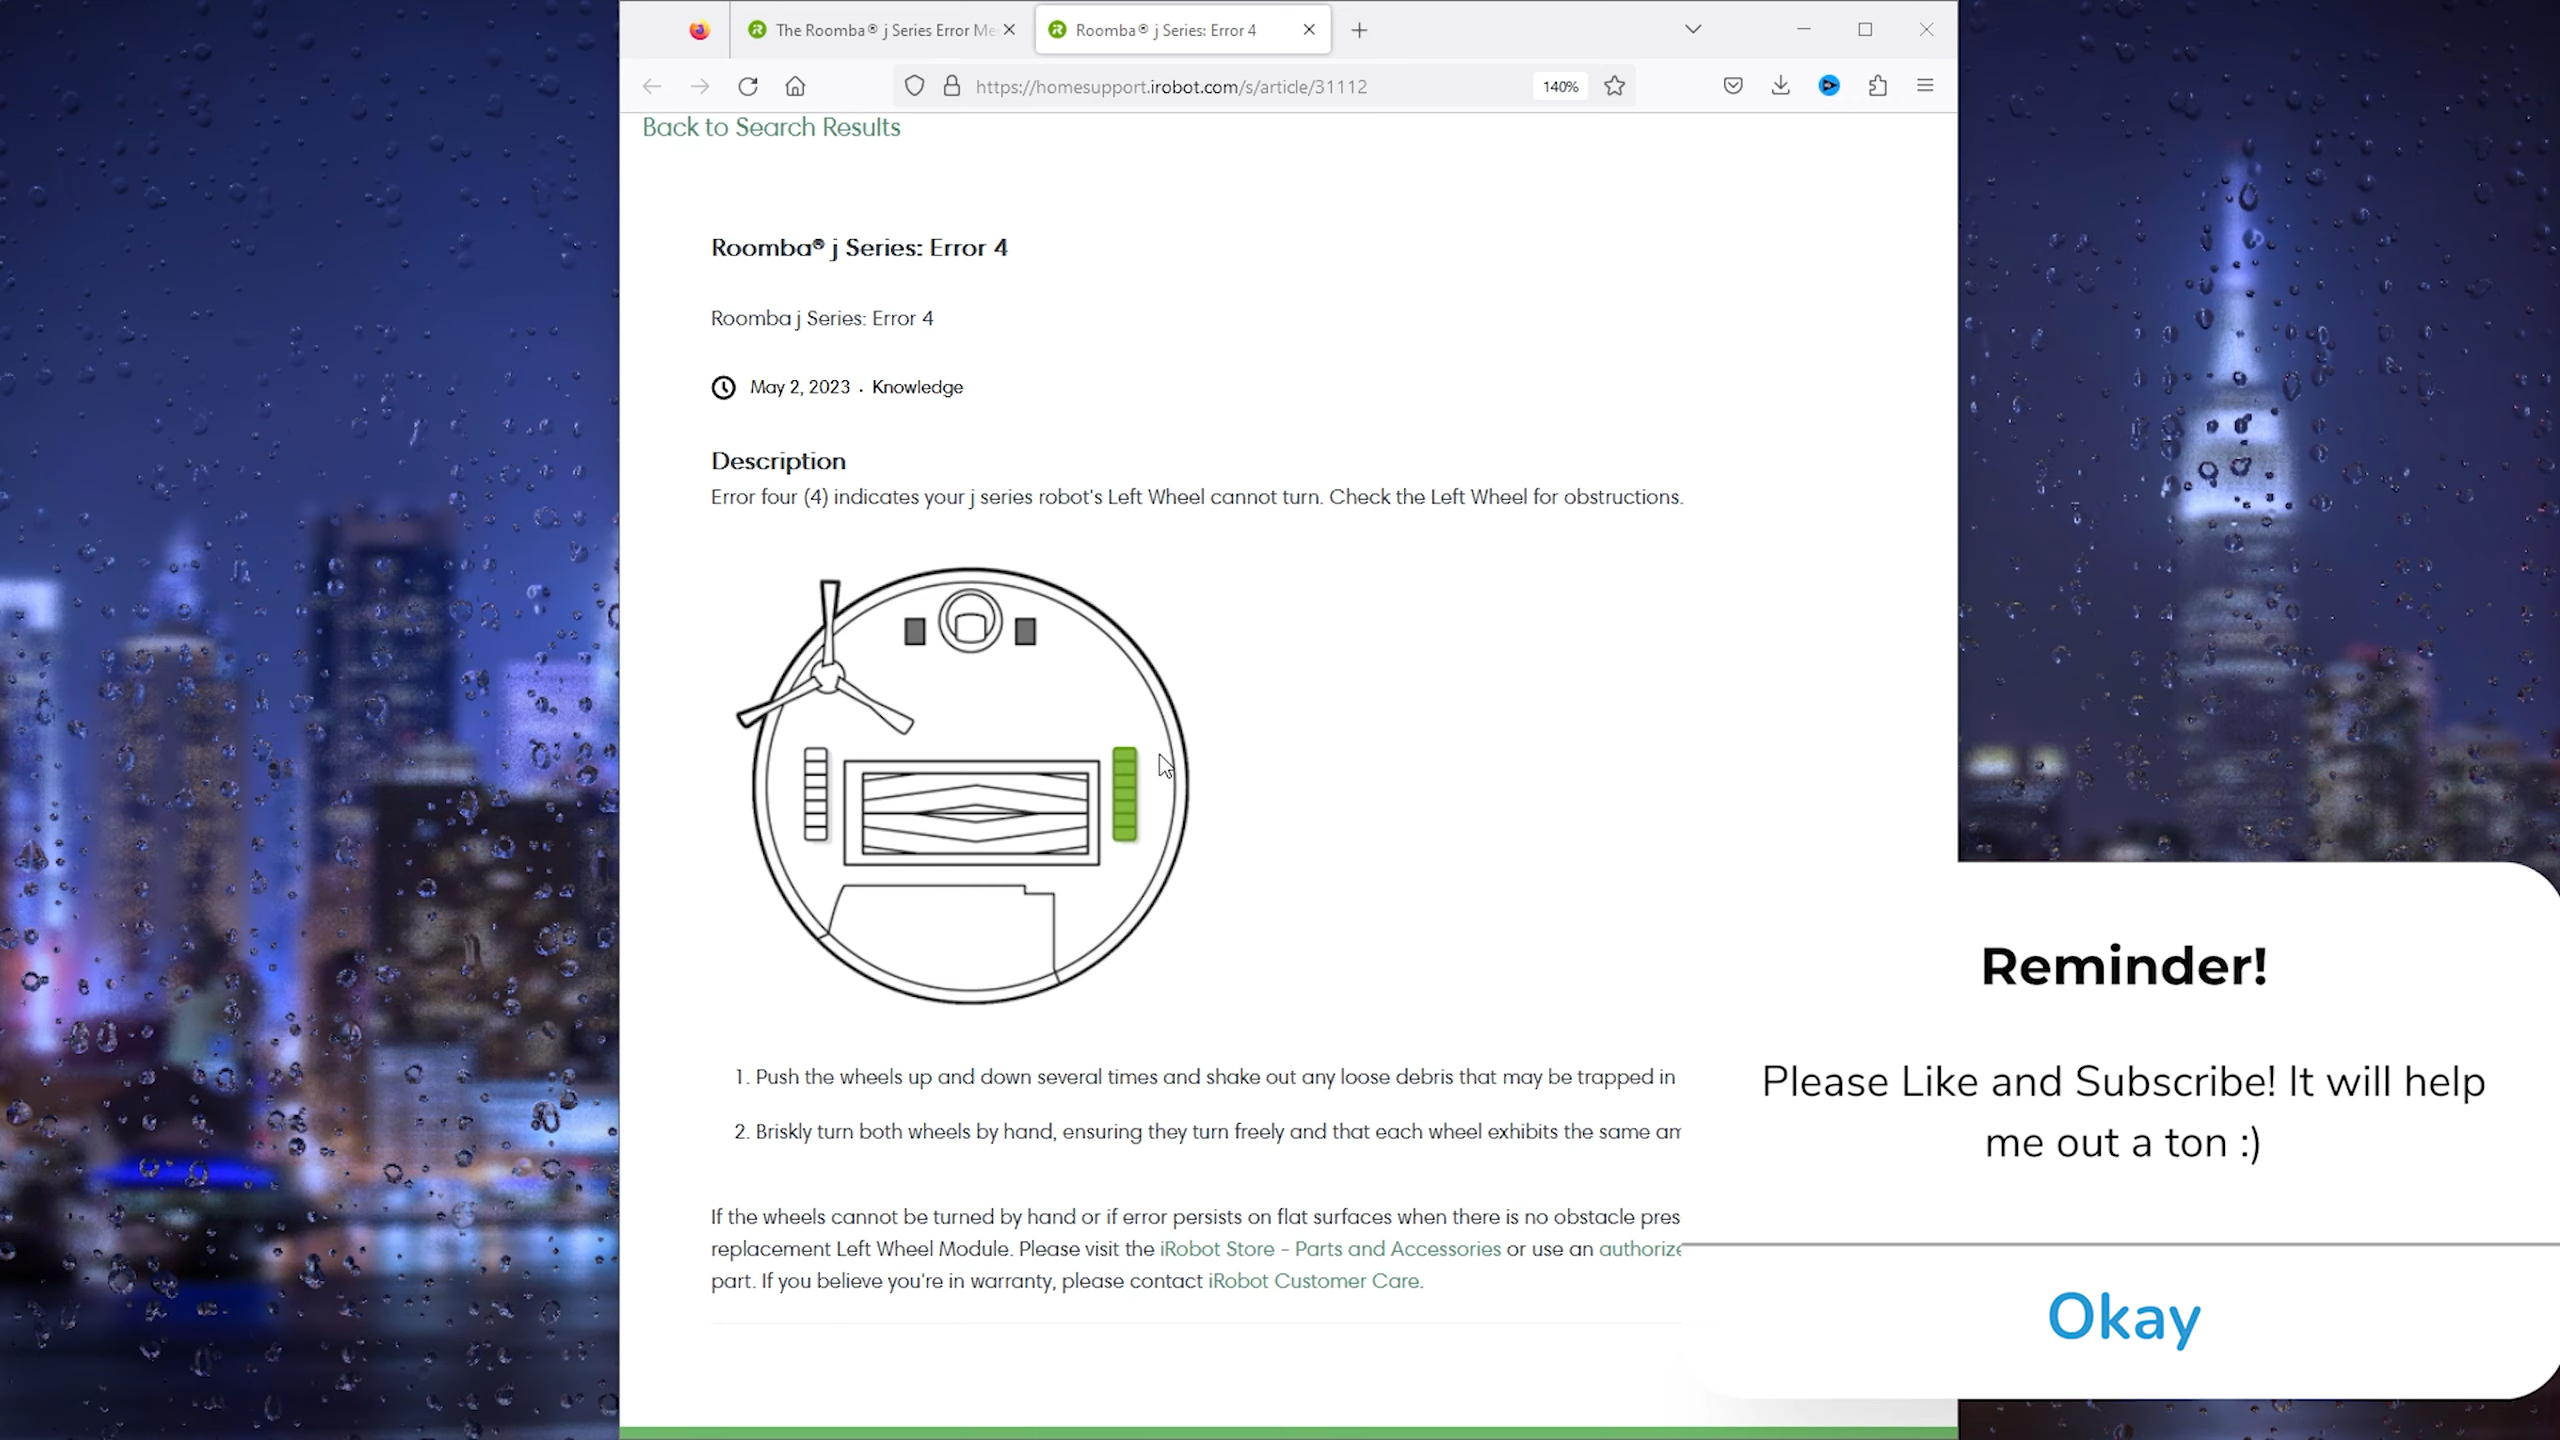 The Roomba® j Series Error Me
Roomba® j Series: Error 4
https://homesupport.irobot.com/s/article/31112
140%
Back to Search Results
Roomba® j Series: Error 4
Roomba j Series: Error 4
May 2, 2023 . Knowledge
Description
Error four (4) indicates your j series robot's Left Wheel cannot turn. Check the Left Wheel for obstructions.
1. Push the wheels up and down several times and shake out any loose debris that may be trapped in
2. Briskly turn both wheels by hand, ensuring they turn freely and that each wheel exhibits the same am
If the wheels cannot be turned by hand or if error persists on flat surfaces when there is no obstacle pres
replacement Left Wheel Module. Please visit the iRobot Store - Parts and Accessories or use an authorize
part. If you believe you're in warranty, please contact iRobot Customer Care.
Reminder!
Please Like and Subscribe! It will help
me out a ton :)
Okay